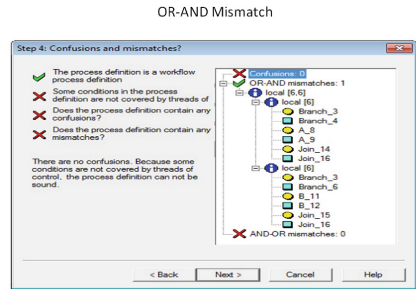 OR-AND Mismatch
Step 4: Confusions and mismatches?
The process definition is a workflow
process definition
Some conditions in the process
definition are not covered by threads of
Does the process definition contain any
confusions?
Does the process definition contain any
mismatches?
There are no confusions. Because some
conditions are not covered by threads of
control, the process definition can not be
sound.
Confusions: 0
OR-AND mismatches: 1
local [6,6]
local [6]
Branch_3
Branch_4
A_8
A_9
Join_14
Join_16
local [6]
Branch_3
Branch_6
B_11
B_12
Join_15
Join_16
AND-OR mismatches: 0
< Back
Next >
Cancel
Help